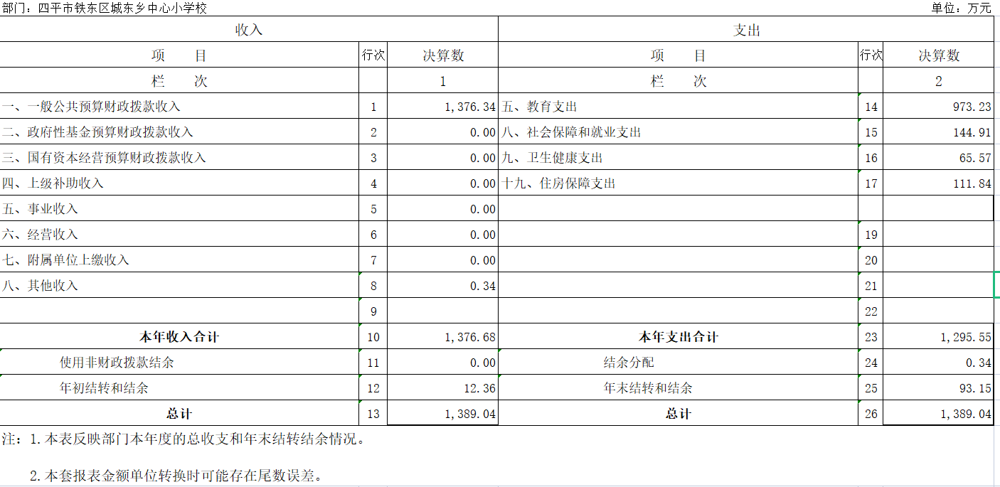 部门：四平市铁东区城东乡中心小学校 单位：万元
收入 支出
项 目 行次 决算数 项 目 行次 决算数
栏 次 1 栏 次 2
一、一般公共预算财政拨款收入 1 1,376.34 五、教育支出 14 973.23
二、政府性基金预算财政拨款收入 2 0.00 八、社会保障和就业支出 15 144.91
三、国有资本经营预算财政拨款收入 3 0.00 九、卫生健康支出 16 65.57
四、上级补助收入 4 0.00 十九、住房保障支出 17 111.84
五、事业收入 5 0.00
六、经营收入 6 0.00 19
七、附属单位上缴收入 7 0.00 20
八、其他收入 8 0.34 21
9 22
本年收入合计 10 1,376.68 本年支出合计 23 1,295.55
使用非财政拨款结余 11 0.00 结余分配 24 0.34
年初结转和结余 12 12.36 年末结转和结余 25 93.15
总计 13 1,389.04 总计 26 1,389.04
注：1.本表反映部门本年度的总收支和年末结转结余情况。
2.本套报表金额单位转换时可能存在尾数误差。